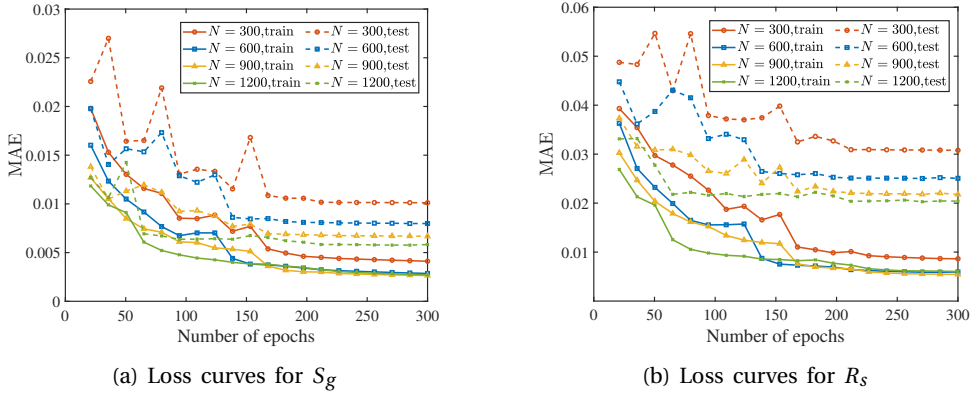 0.03
0.025
0.02
0.015
0.01
0.005
0
MAE
N = 300,train
N = 600,train
N = 900,train
N = 1200,train
N = 300,test
N = 600,test
N = 900,test
N = 1200,test
0 50 100 150 200 250 300
Number of epochs
(a) Loss curves for S_g
0.06
0.05
0.04
0.03
0.02
0.01
MAE
N = 300,train
N = 600,train
N = 900,train
N = 1200,train
N = 300,test
N = 600,test
N = 900,test
N = 1200,test
0 50 100 150 200 250 300
Number of epochs
(b) Loss curves for R_s